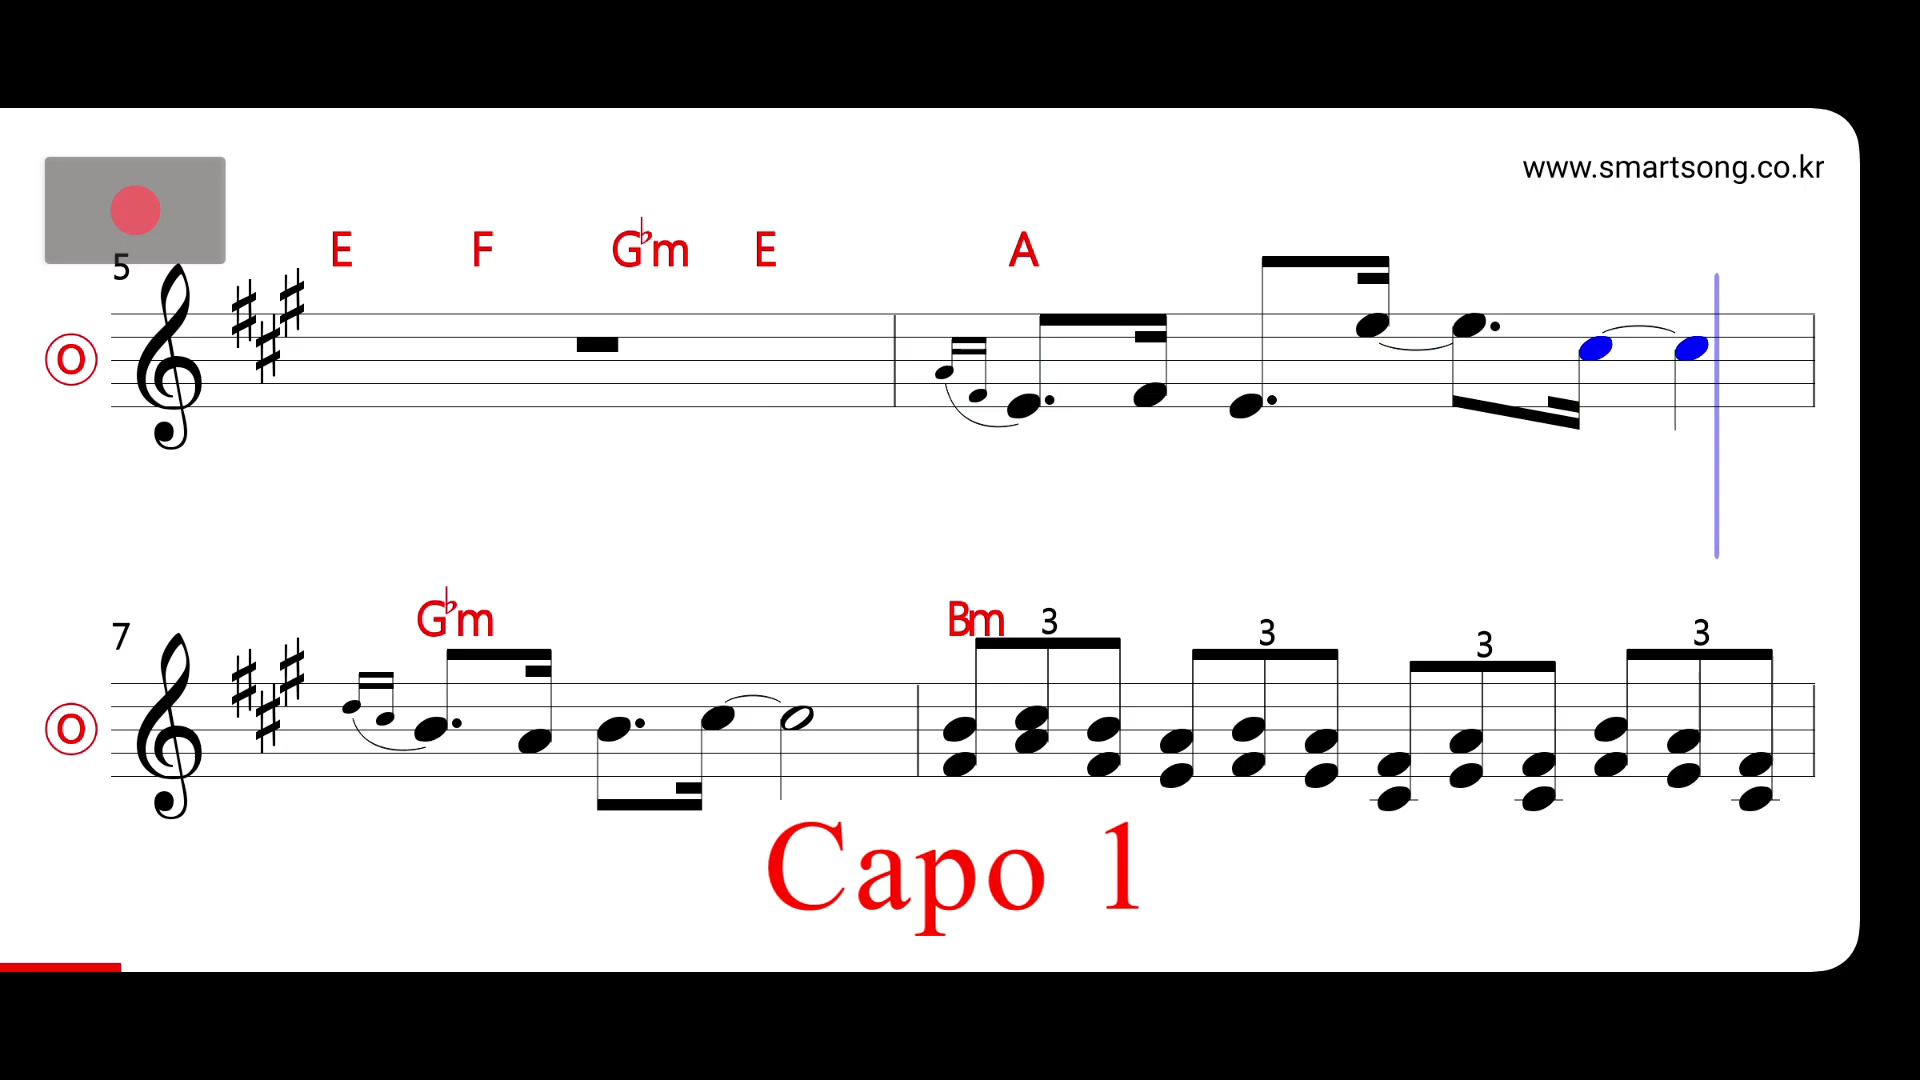 www.smartsong.co.kr
E F G♭m E A
5
O
G♭m Bm 3 3 3 3
7
O
Capo 1